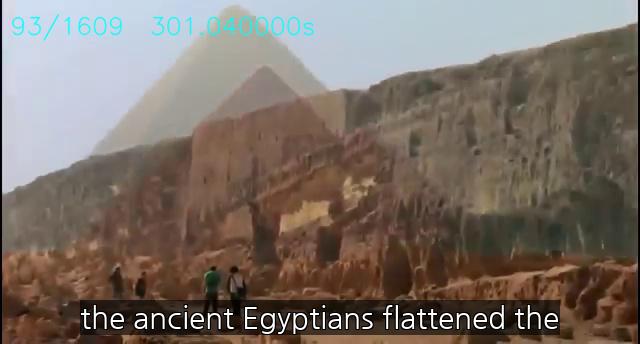 93/1609 301.040000s
the ancient Egyptians flattened the